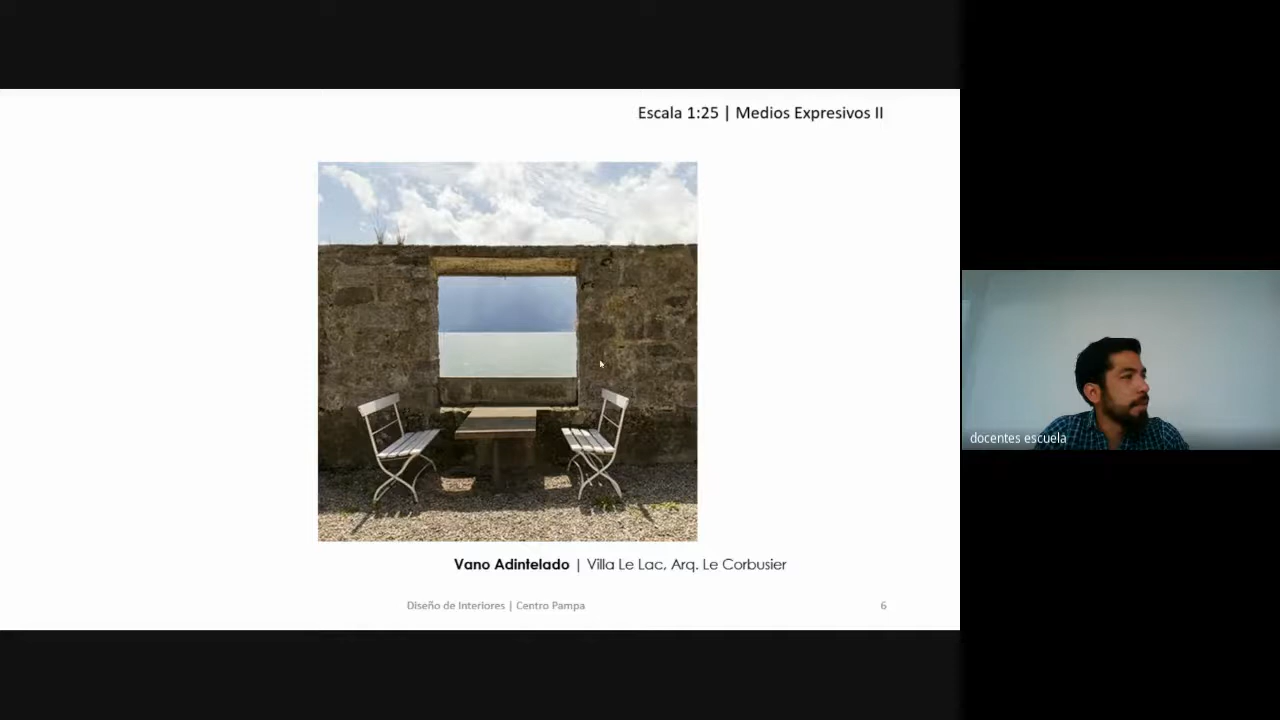 Escala 1:25 | Medios Expresivos II
docentes escuela
Vano Adintelado | Villa Le Lac, Arq. Le Corbusier
Diseño de Interiores | Centro Pampa
6